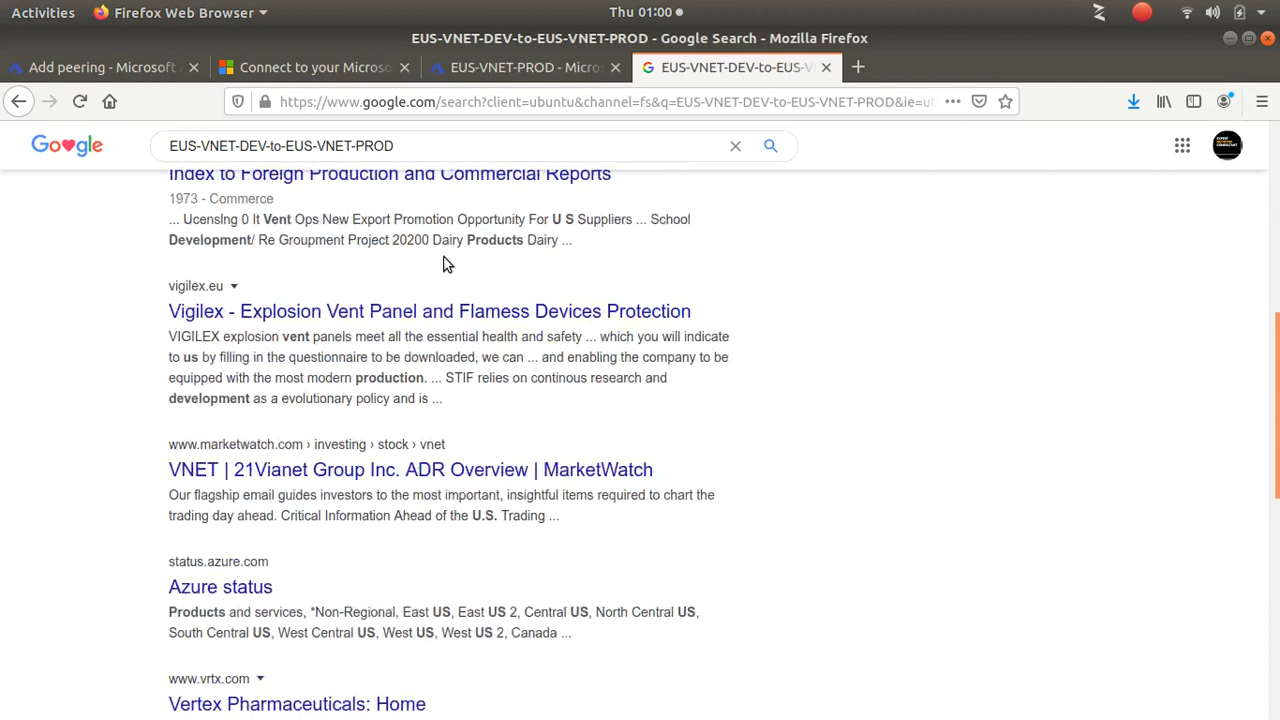 Activities
Firefox Web Browser
Thu 01:00
EUS-VNET-DEV-to-EUS-VNET-PROD - Google Search - Mozilla Firefox
Add peering - Microsoft
Connect to your Microso
EUS-VNET-PROD - Micro
EUS-VNET-DEV-to-EUS-V
https://www.google.com/search?client=ubuntu&channel=fs&q=EUS-VNET-DEV-to-EUS-VNET-PROD&ie=ut
EUS-VNET-DEV-to-EUS-VNET-PROD
Index to Foreign Production and Commercial Reports
1973 - Commerce
... Ucenslng 0 It Vent Ops New Export Promotion Opportunity For U S Suppliers ... School
Development/ Re Groupment Project 20200 Dairy Products Dairy ...
vigilex.eu
Vigilex - Explosion Vent Panel and Flamess Devices Protection
VIGILEX explosion vent panels meet all the essential health and safety ... which you will indicate
to us by filling in the questionnaire to be downloaded, we can ... and enabling the company to be
equipped with the most modern production. ... STIF relies on continous research and
development as a evolutionary policy and is ...
www.marketwatch.com › investing › stock › vnet
VNET | 21Vianet Group Inc. ADR Overview | MarketWatch
Our flagship email guides investors to the most important, insightful items required to chart the
trading day ahead. Critical Information Ahead of the U.S. Trading ...
status.azure.com
Azure status
Products and services, *Non-Regional, East US, East US 2, Central US, North Central US,
South Central US, West Central US, West US, West US 2, Canada ...
www.vrtx.com
Vertex Pharmaceuticals: Home